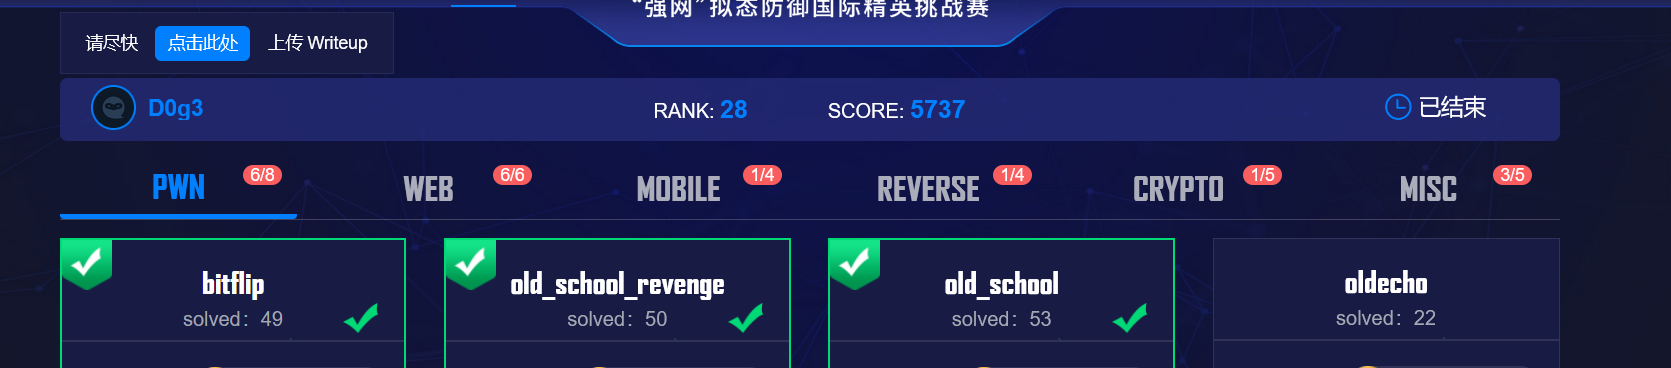 “强网”拟态防御国际精英挑战赛
请尽快 点击此处 上传 Writeup
D0g3 RANK: 28 SCORE: 5737 已结束
PWN 6/8 WEB 6/6 MOBILE 1/4 REVERSE 1/4 CRYPTO 1/5 MISC 3/5
bitflip old_school_revenge old_school oldecho
solved：49 solved：50 solved：53 solved：22